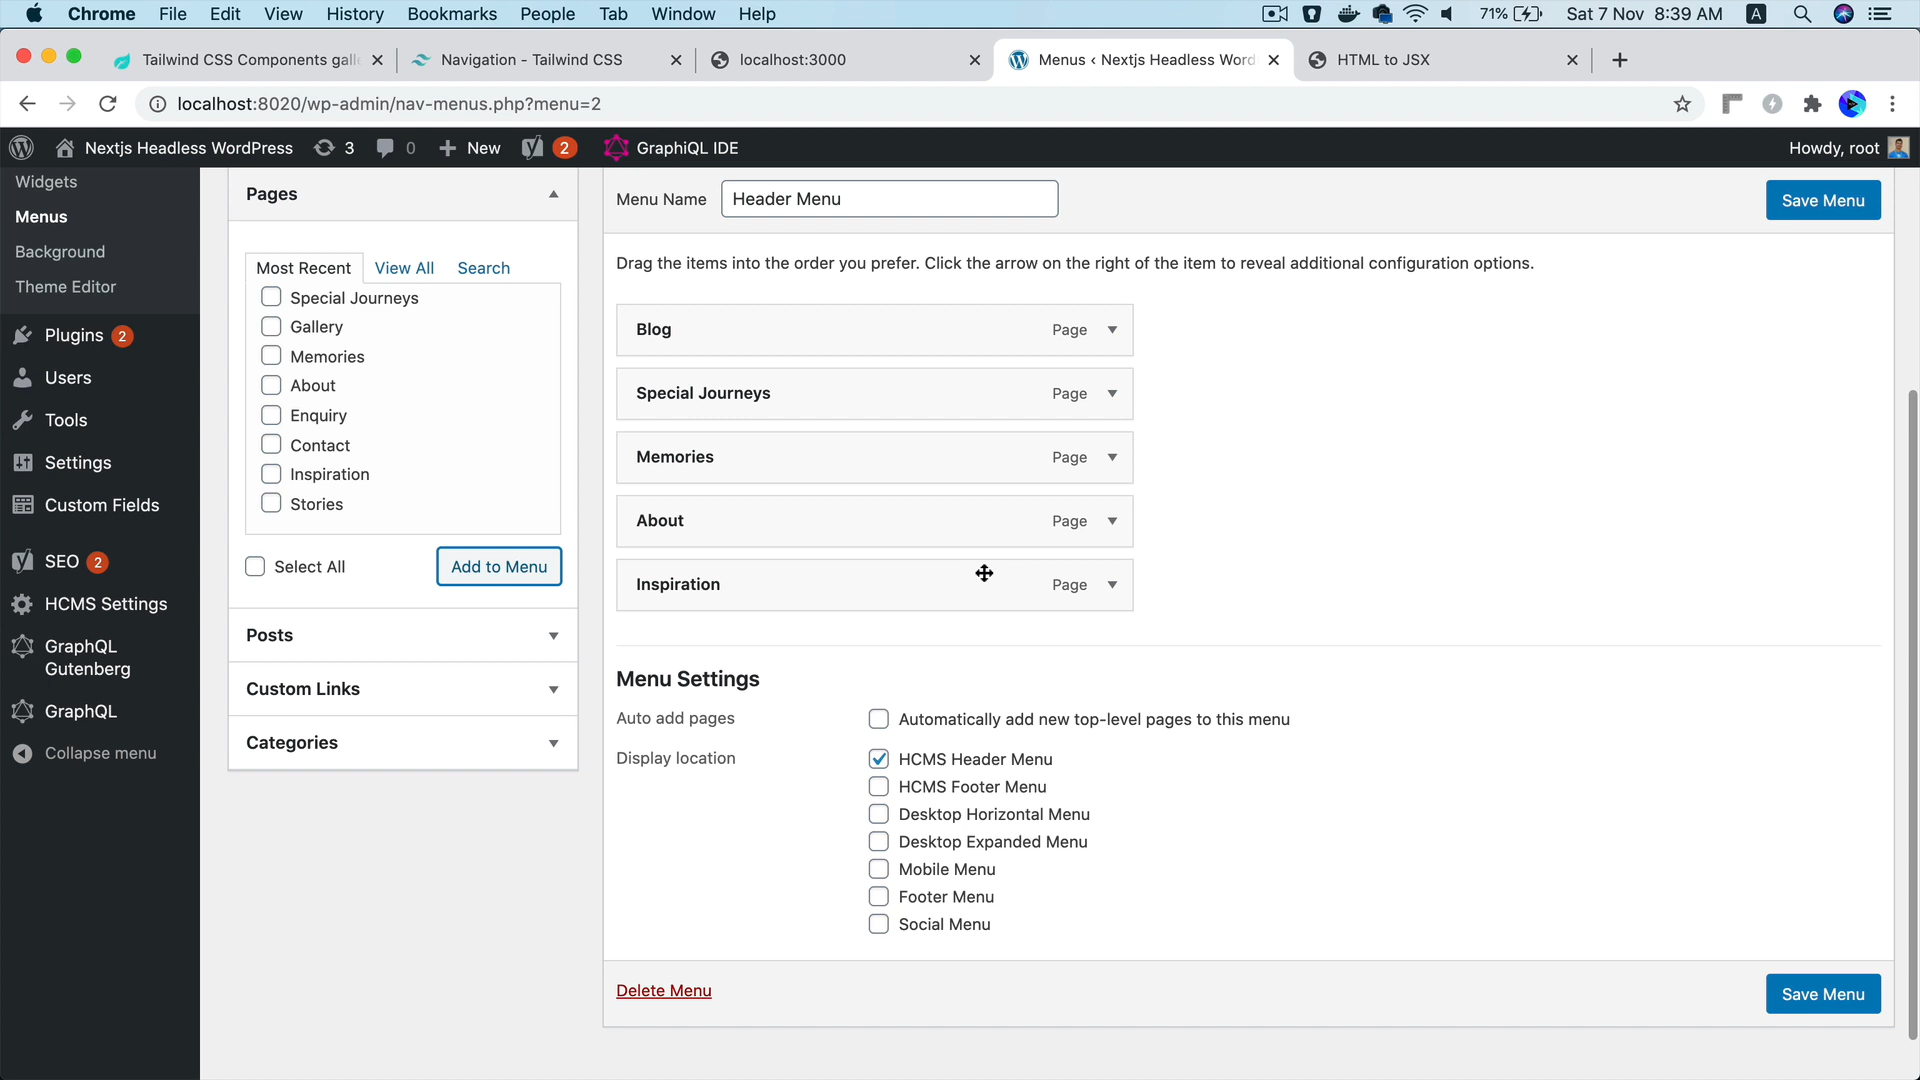 Chrome File Edit View History Bookmarks People Tab Window Help 71% Sat 7 Nov 8:39 AM A
Tailwind CSS Components gall Navigation - Tailwind CSS localhost:3000 Menus ‹ Nextjs Headless Word HTML to JSX
localhost:8020/wp-admin/nav-menus.php?menu=2
Nextjs Headless WordPress 3 0 New 2 GraphiQL IDE Howdy, root
Widgets
Menus
Background
Theme Editor
Plugins 2
Users
Tools
Settings
Custom Fields
SEO 2
HCMS Settings
GraphQL
Gutenberg
GraphQL
Collapse menu
Pages
Most Recent View All Search
Special Journeys
Gallery
Memories
About
Enquiry
Contact
Inspiration
Stories
Select All Add to Menu
Posts
Custom Links
Categories
Menu Name Header Menu Save Menu
Drag the items into the order you prefer. Click the arrow on the right of the item to reveal additional configuration options.
Blog Page
Special Journeys Page
Memories Page
About Page
Inspiration Page
Menu Settings
Auto add pages Automatically add new top-level pages to this menu
Display location HCMS Header Menu
HCMS Footer Menu
Desktop Horizontal Menu
Desktop Expanded Menu
Mobile Menu
Footer Menu
Social Menu
Delete Menu Save Menu